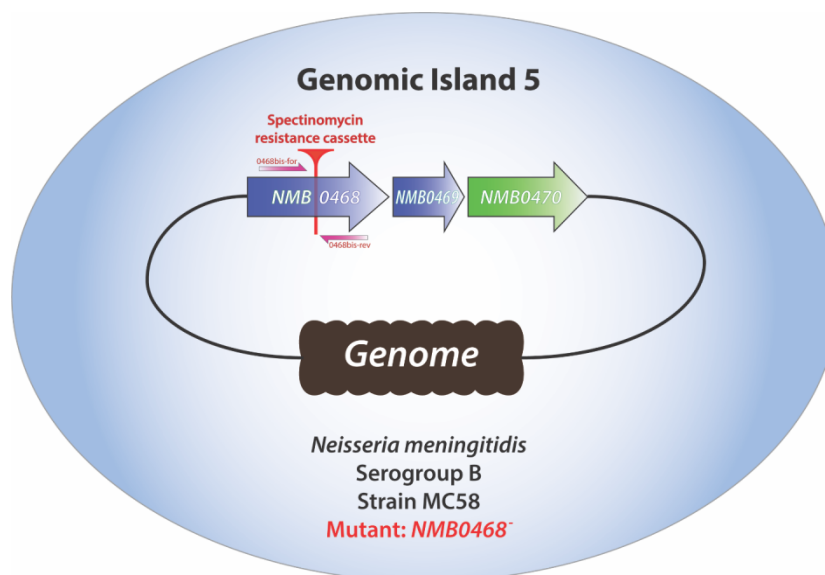 Genomic Island 5
Spectinomycin
resistance cassette
0468bis-for
NMB 0468
NMB0469
NMB0470
0468bis-rev
Genome
Neisseria meningitidis
Serogroup B
Strain MC58
Mutant: NMB0468⁻